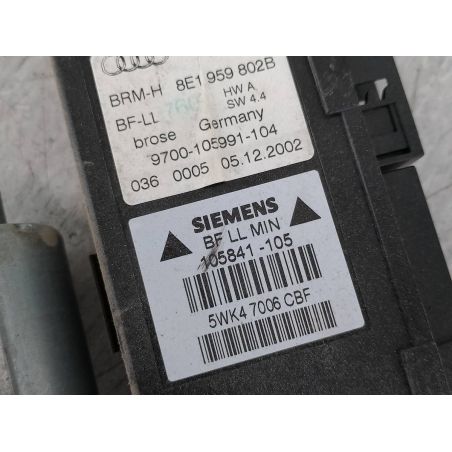 BRM-H 8E1 959 802B
BF-LL HW A
SW 4.4
brose Germany
9700-105991-104
036 0005 05.12.2002
SIEMENS
BF LL MIN
105841-105
5WK4 7006 CBF